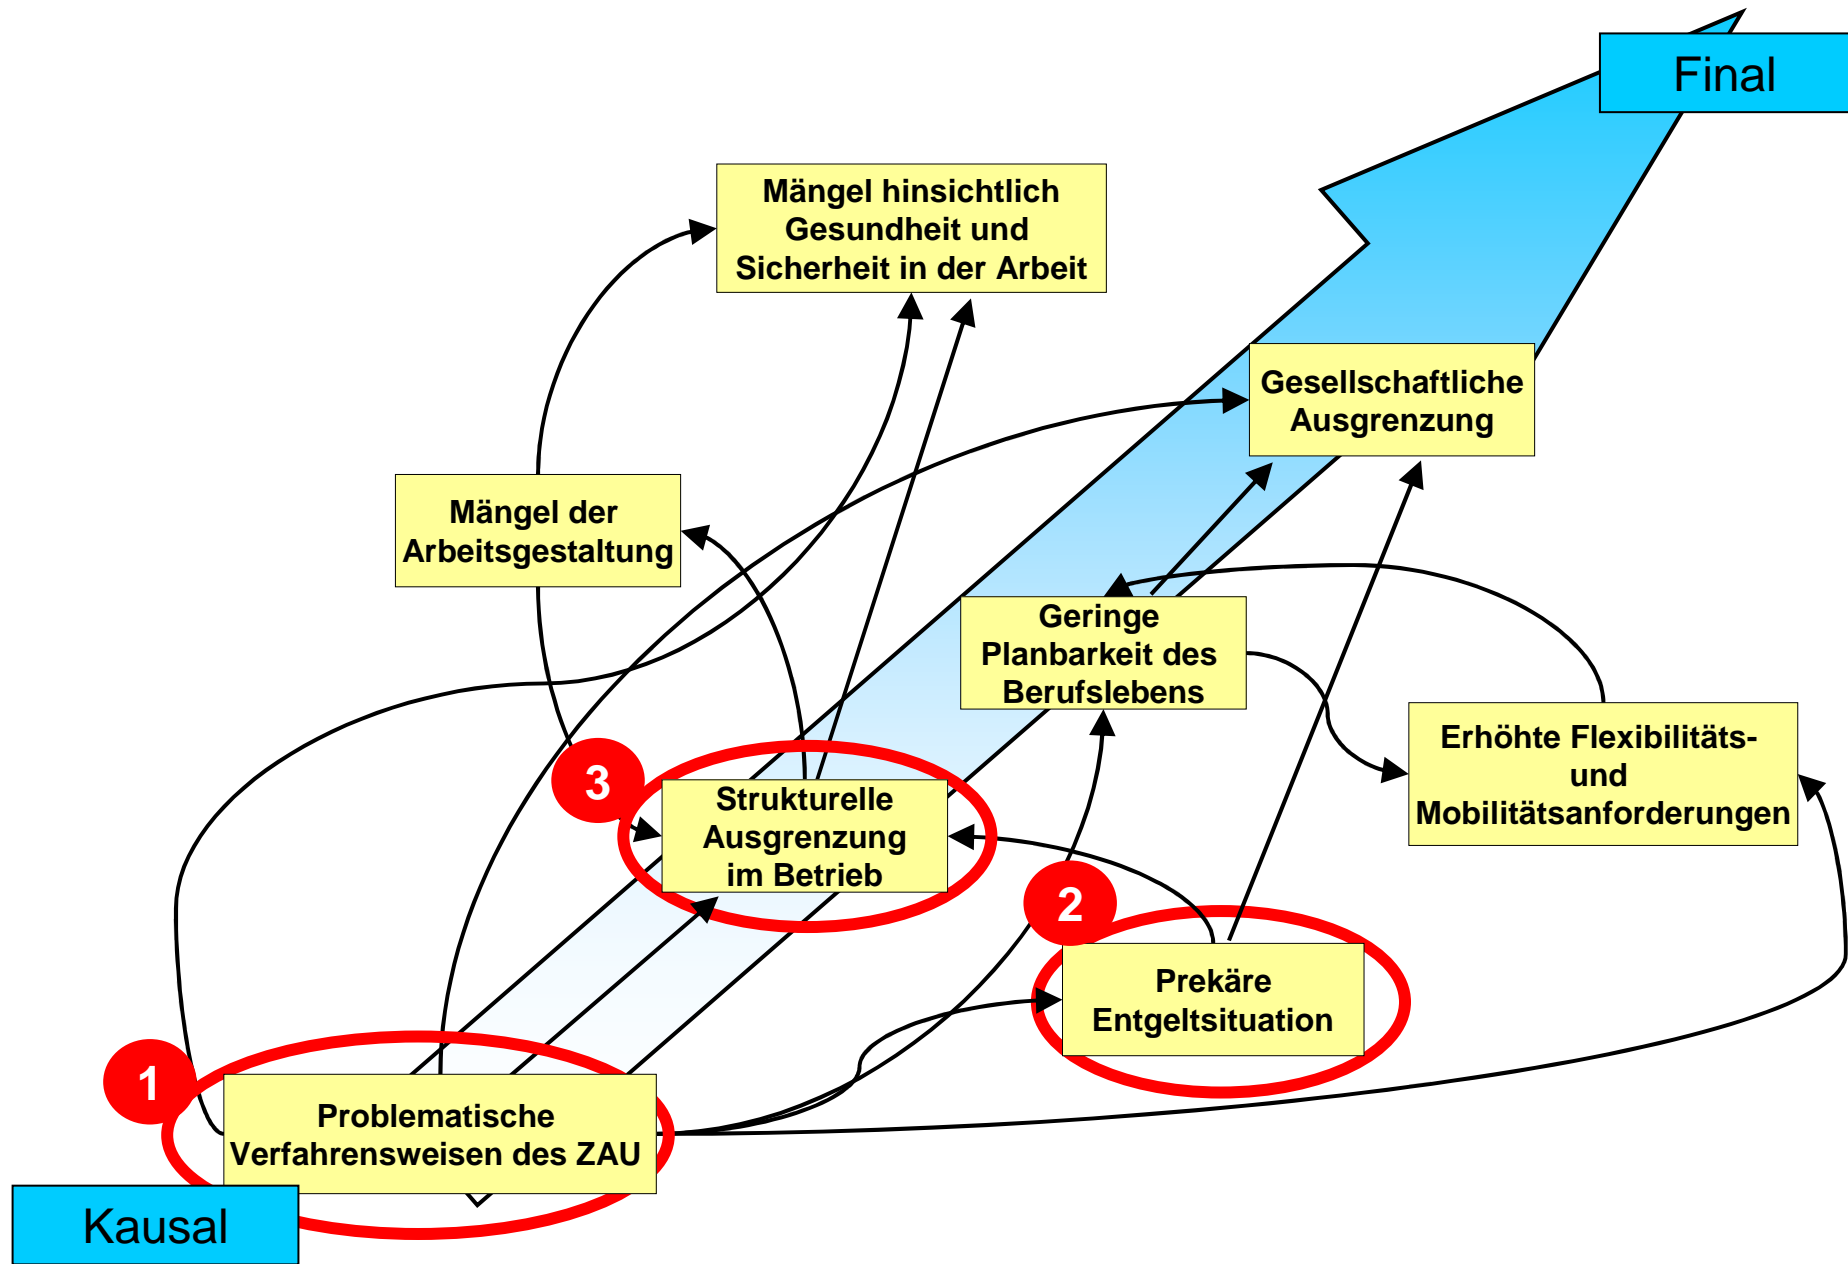 Final
Mängel hinsichtlich
Gesundheit und
Sicherheit in der Arbeit
Gesellschaftliche
Ausgrenzung
Mängel der
Arbeitsgestaltung
Geringe
Planbarkeit des
Berufslebens
Erhöhte Flexibilitäts-
und
Mobilitätsanforderungen
3
Strukturelle
Ausgrenzung
im Betrieb
2
Prekäre
Entgeltsituation
1
Problematische
Verfahrensweisen des ZAU
Kausal